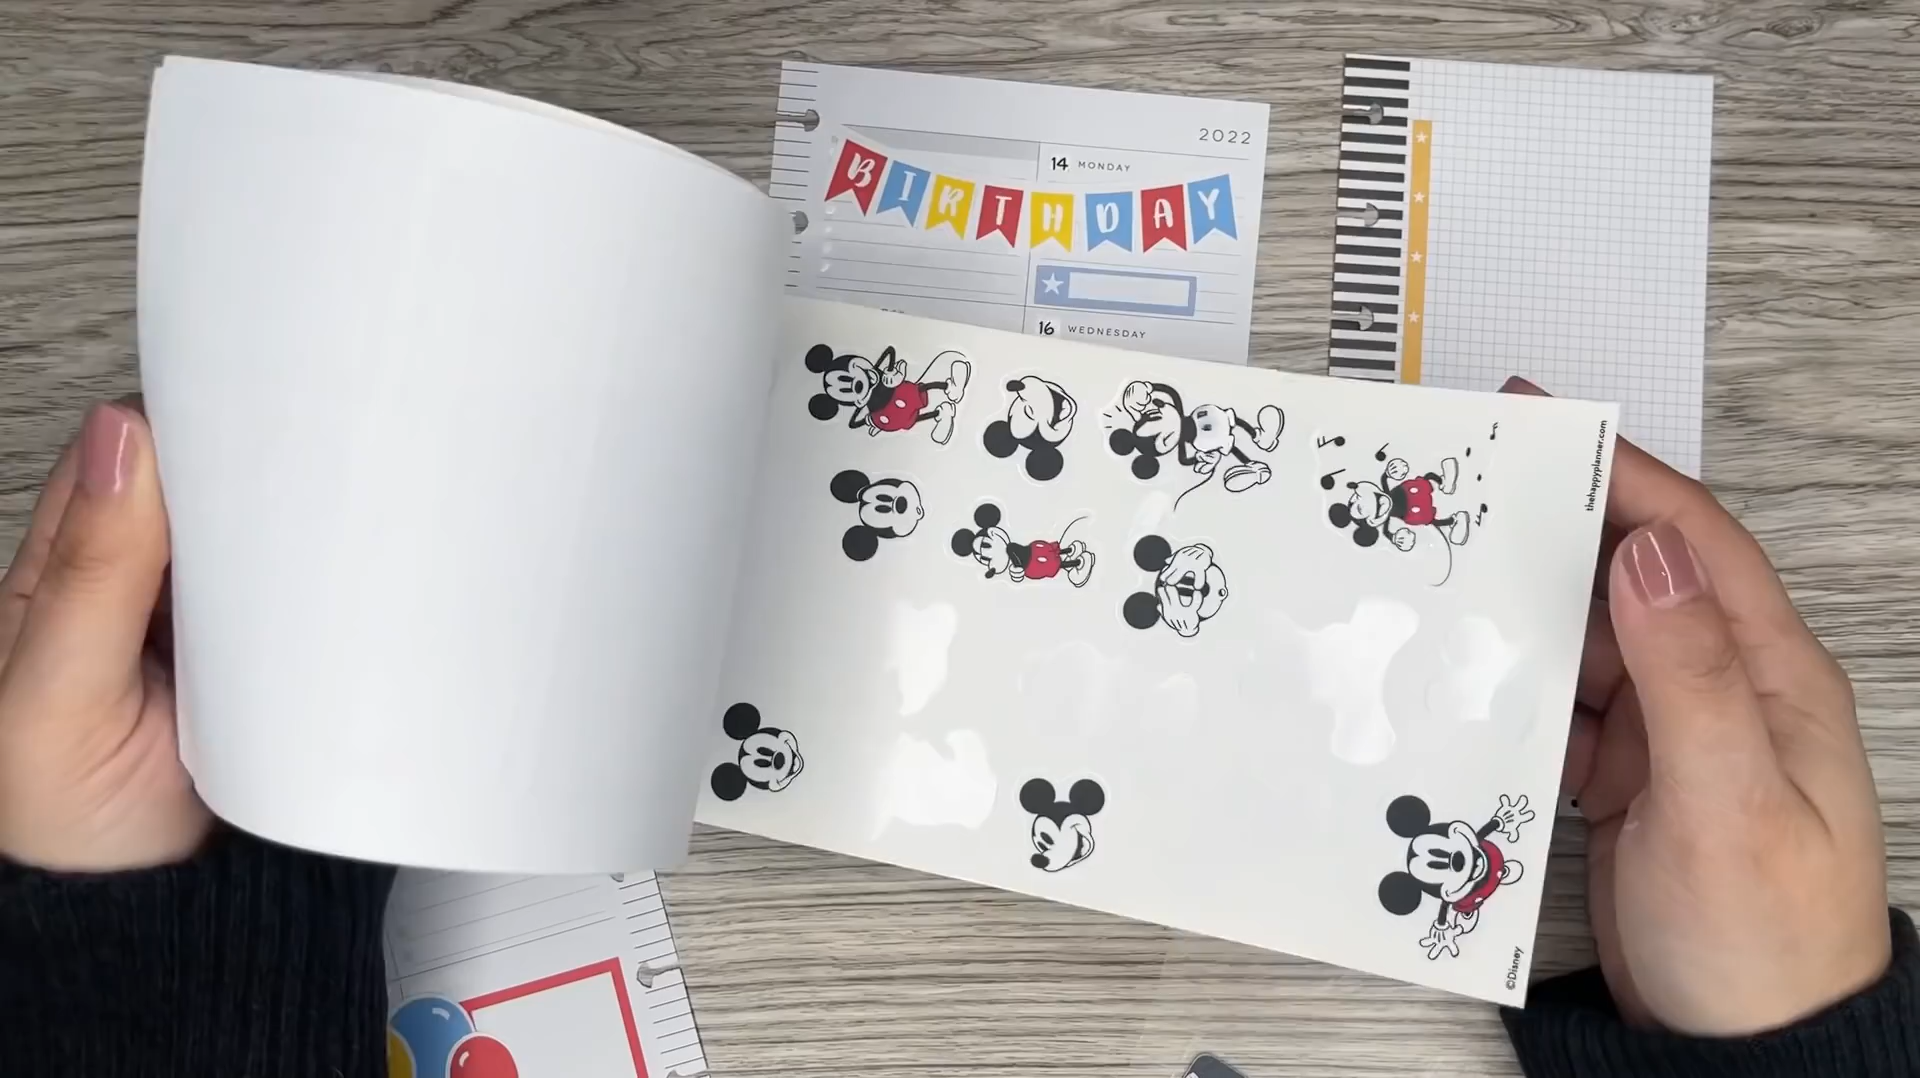 2022
14 MONDAY
BIRTHDAY
16 WEDNESDAY
thehappyplanner.com
©Disney